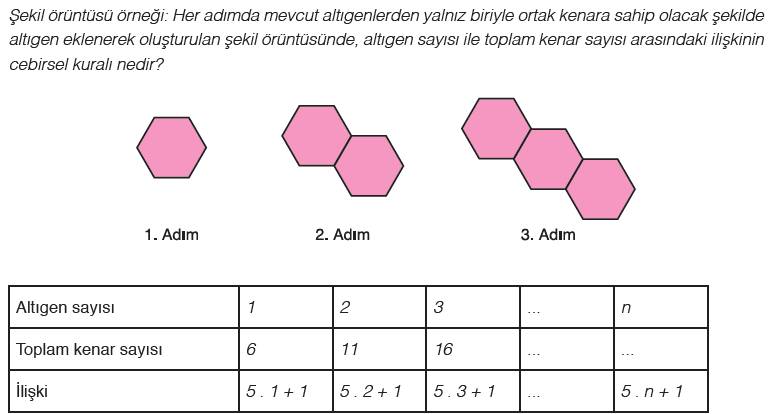 Şekil örüntüsü örneği: Her adımda mevcut altıgenlerden yalnız biriyle ortak kenara sahip olacak şekilde
altıgen eklenerek oluşturulan şekil örüntüsünde, altıgen sayısı ile toplam kenar sayısı arasındaki ilişkinin
cebirsel kuralı nedir?
1. Adım 2. Adım 3. Adım
Altıgen sayısı 1 2 3 ... n
Toplam kenar sayısı 6 11 16 ... ...
İlişki 5 . 1 + 1 5 . 2 + 1 5 . 3 + 1 ... 5 . n + 1